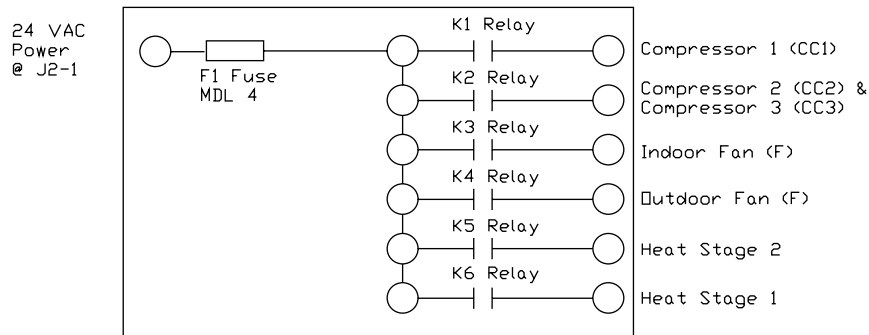 24 VAC
Power
@ J2-1
F1 Fuse
MDL 4
K1 Relay
Compressor 1 (CC1)
K2 Relay
Compressor 2 (CC2) &
Compressor 3 (CC3)
K3 Relay
Indoor Fan (F)
K4 Relay
Outdoor Fan (F)
K5 Relay
Heat Stage 2
K6 Relay
Heat Stage 1